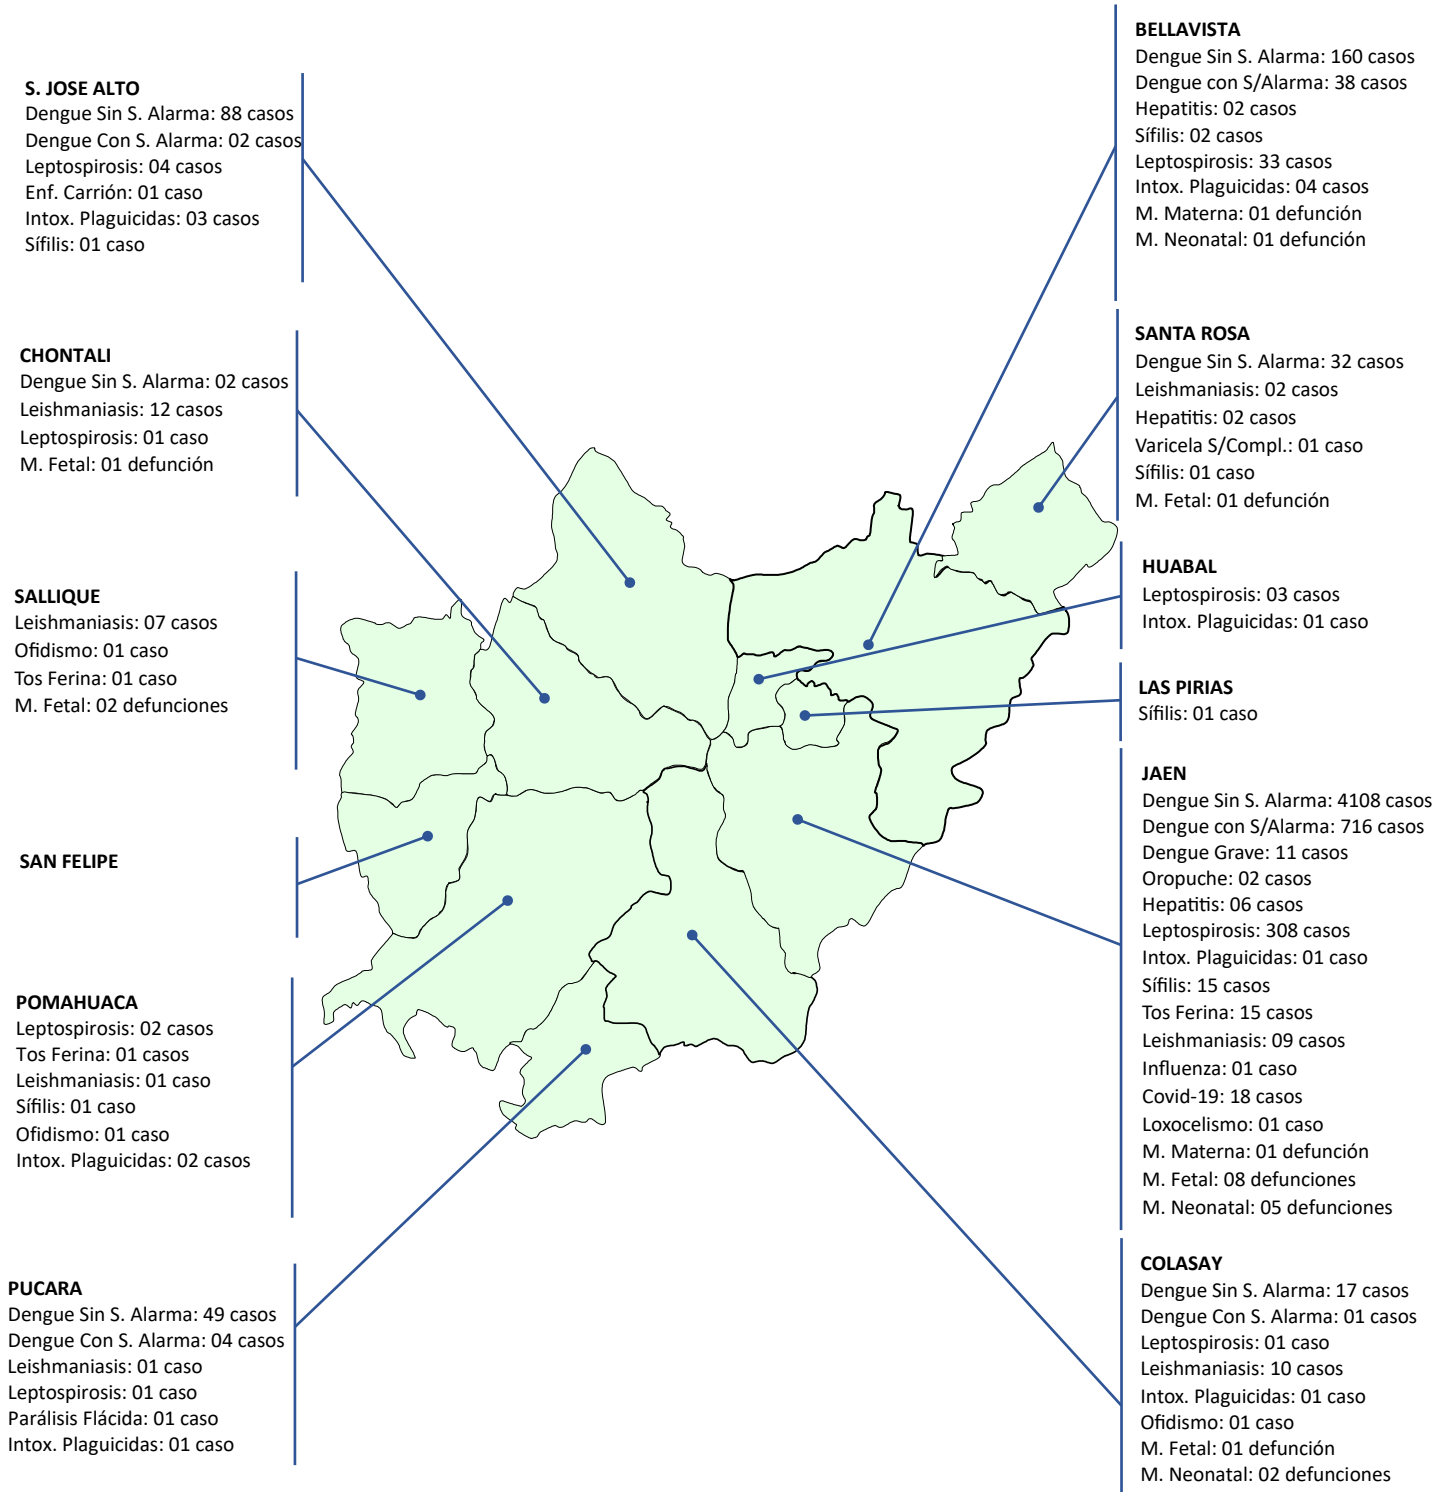 S. JOSE ALTO
Dengue Sin S. Alarma: 88 casos
Dengue Con S. Alarma: 02 casos
Leptospirosis: 04 casos
Enf. Carrión: 01 caso
Intox. Plaguicidas: 03 casos
Sífilis: 01 caso
CHONTALI
Dengue Sin S. Alarma: 02 casos
Leishmaniasis: 12 casos
Leptospirosis: 01 caso
M. Fetal: 01 defunción
SALLIQUE
Leishmaniasis: 07 casos
Ofidismo: 01 caso
Tos Ferina: 01 caso
M. Fetal: 02 defunciones
SAN FELIPE
POMAHUACA
Leptospirosis: 02 casos
Tos Ferina: 01 casos
Leishmaniasis: 01 caso
Sífilis: 01 caso
Ofidismo: 01 caso
Intox. Plaguicidas: 02 casos
PUCARA
Dengue Sin S. Alarma: 49 casos
Dengue Con S. Alarma: 04 casos
Leishmaniasis: 01 caso
Leptospirosis: 01 caso
Parálisis Flácida: 01 caso
Intox. Plaguicidas: 01 caso
BELLAVISTA
Dengue Sin S. Alarma: 160 casos
Dengue con S/Alarma: 38 casos
Hepatitis: 02 casos
Sífilis: 02 casos
Leptospirosis: 33 casos
Intox. Plaguicidas: 04 casos
M. Materna: 01 defunción
M. Neonatal: 01 defunción
SANTA ROSA
Dengue Sin S. Alarma: 32 casos
Leishmaniasis: 02 casos
Hepatitis: 02 casos
Varicela S/Compl.: 01 caso
Sífilis: 01 caso
M. Fetal: 01 defunción
HUABAL
Leptospirosis: 03 casos
Intox. Plaguicidas: 01 caso
LAS PIRIAS
Sífilis: 01 caso
JAEN
Dengue Sin S. Alarma: 4108 casos
Dengue con S/Alarma: 716 casos
Dengue Grave: 11 casos
Oropuche: 02 casos
Hepatitis: 06 casos
Leptospirosis: 308 casos
Intox. Plaguicidas: 01 caso
Sífilis: 15 casos
Tos Ferina: 15 casos
Leishmaniasis: 09 casos
Influenza: 01 caso
Covid-19: 18 casos
Loxocelismo: 01 caso
M. Materna: 01 defunción
M. Fetal: 08 defunciones
M. Neonatal: 05 defunciones
COLASAY
Dengue Sin S. Alarma: 17 casos
Dengue Con S. Alarma: 01 casos
Leptospirosis: 01 caso
Leishmaniasis: 10 casos
Intox. Plaguicidas: 01 caso
Ofidismo: 01 caso
M. Fetal: 01 defunción
M. Neonatal: 02 defunciones